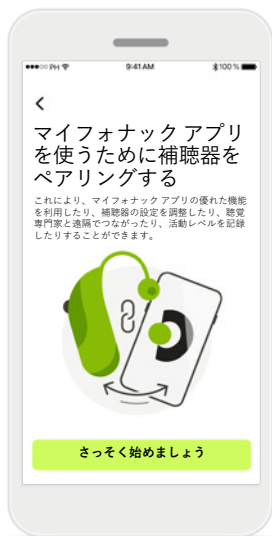 PH 9:41 AM 100 %
マイフォナック アプリ
を使うために補聴器を
ペアリングする
これにより、マイフォナック アプリの優れた機能
を利用したり、補聴器の設定を調整したり、聴覚
専門家と遠隔でつながったり、活動レベルを記録
したりすることができます。
さっそく始めましょう